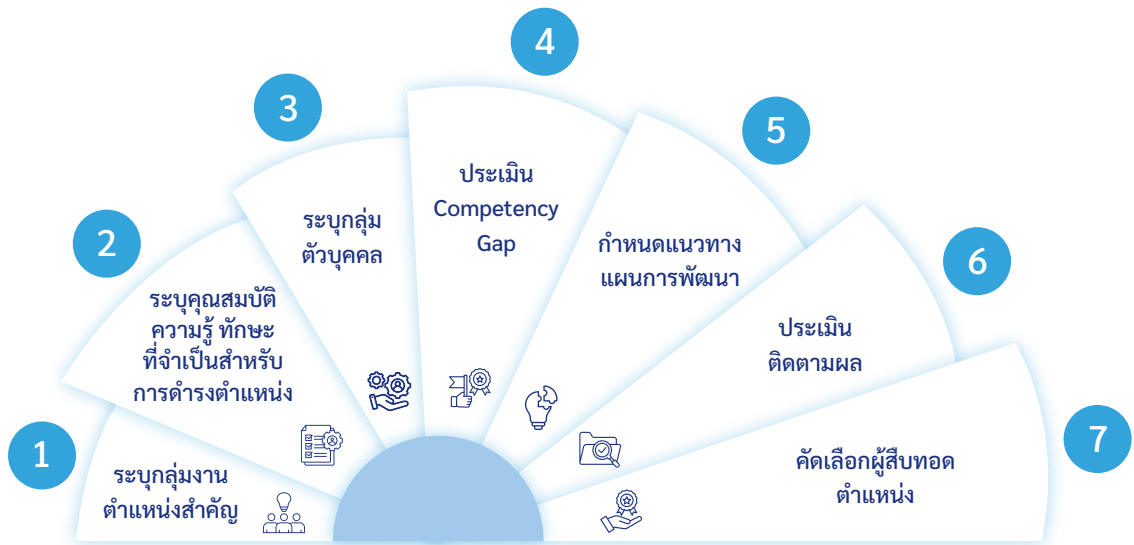 1
ระบุกลุ่มงาน
ตำแหน่งสำคัญ
2
ระบุคุณสมบัติ
ความรู้ ทักษะ
ที่จำเป็นสำหรับ
การดำรงตำแหน่ง
3
ระบุกลุ่ม
ตัวบุคคล
4
ประเมิน
Competency
Gap
5
กำหนดแนวทาง
แผนการพัฒนา
6
ประเมิน
ติดตามผล
7
คัดเลือกผู้สืบทอด
ตำแหน่ง